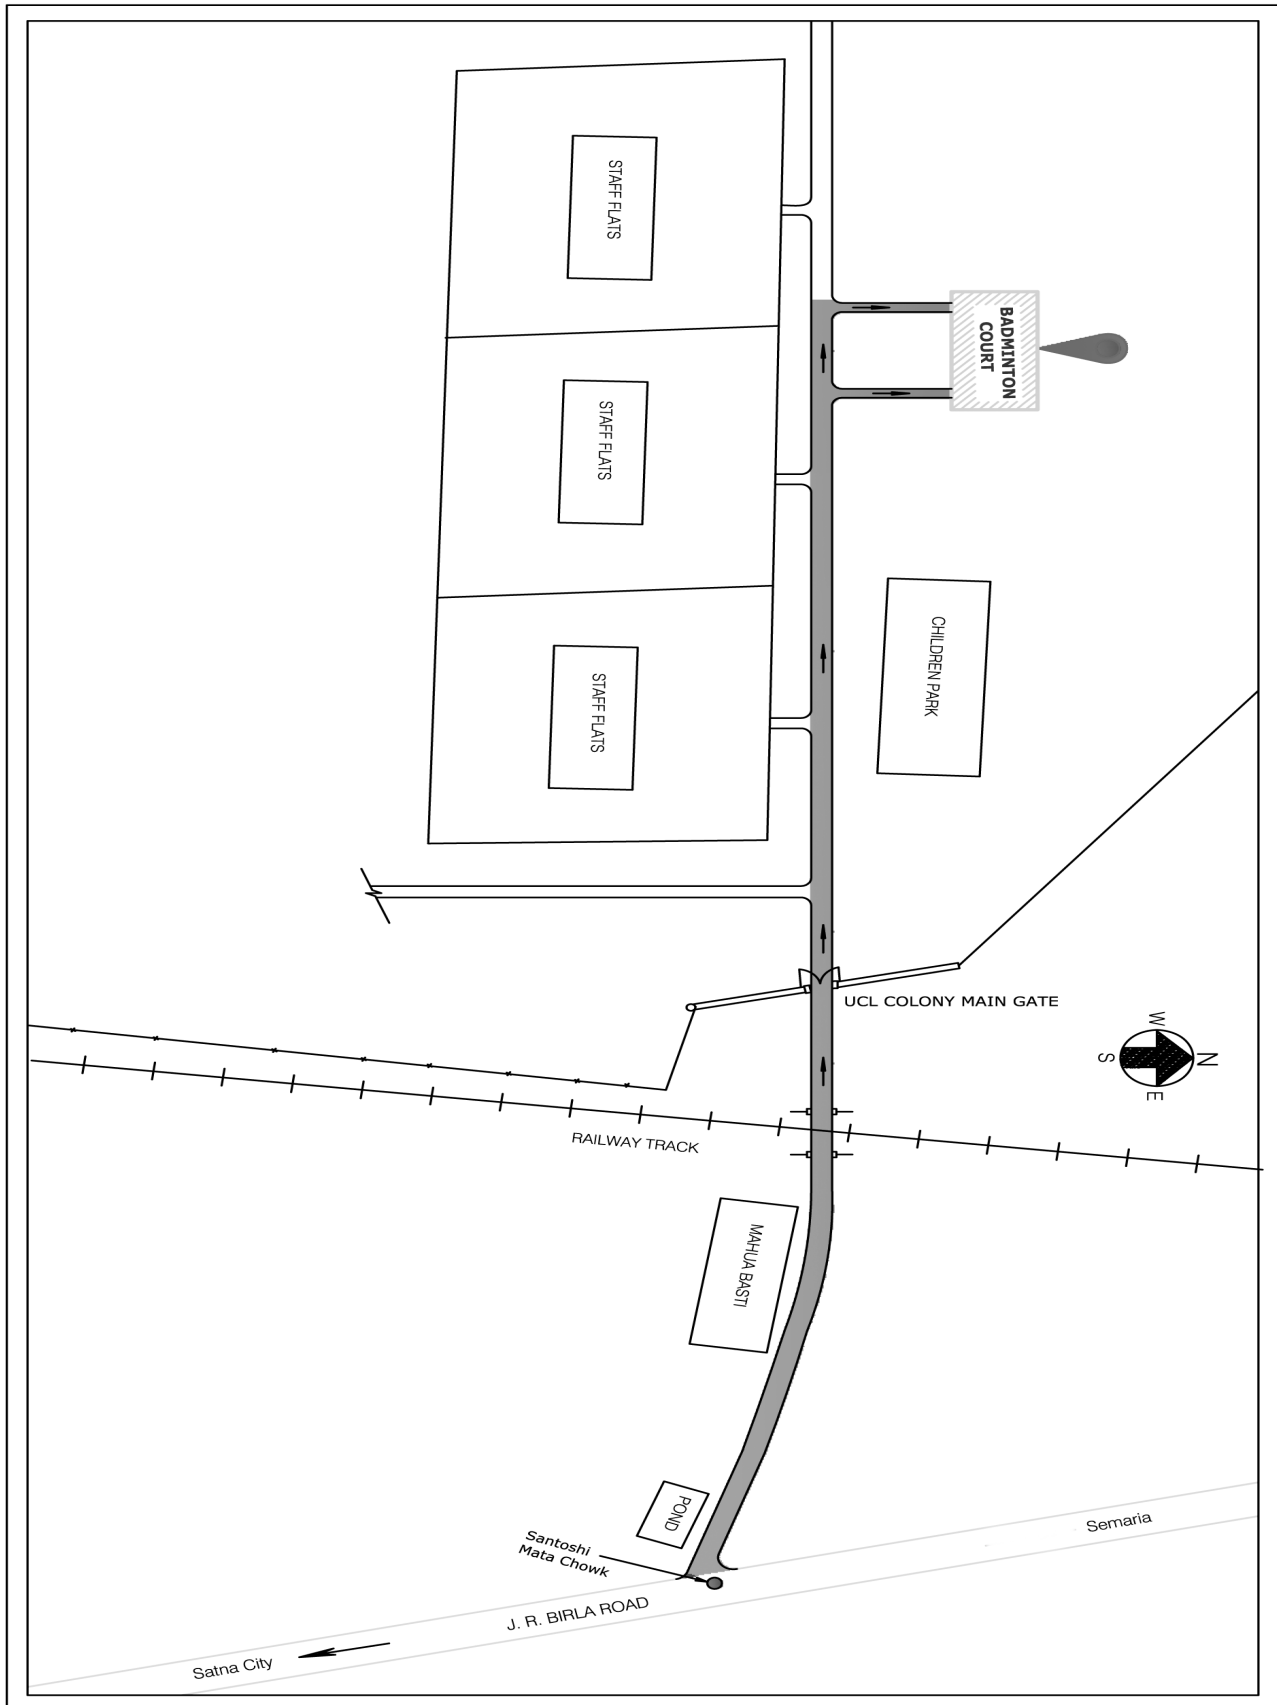 STAFF FLATS
BADMINTON
COURT
STAFF FLATS
CHILDREN PARK
STAFF FLATS
UCL COLONY MAIN GATE
W
N
S
E
RAILWAY TRACK
MAHUA BASTI
POND
Semaria
Santoshi
Mata Chowk
J. R. BIRLA ROAD
Satna City